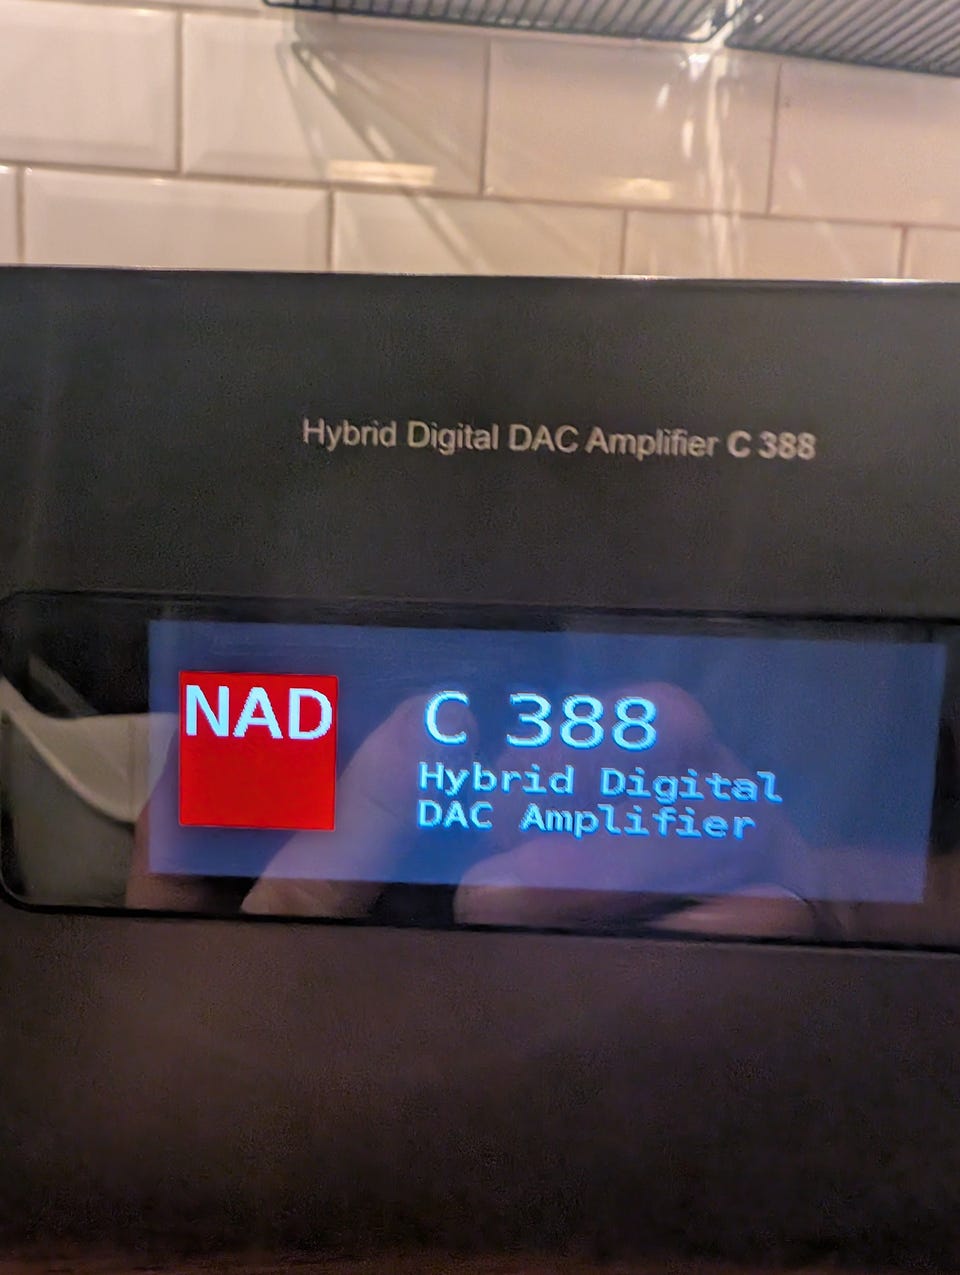 Hybrid Digital DAC Amplifier C 388
NAD
C 388
Hybrid Digital
DAC Amplifier